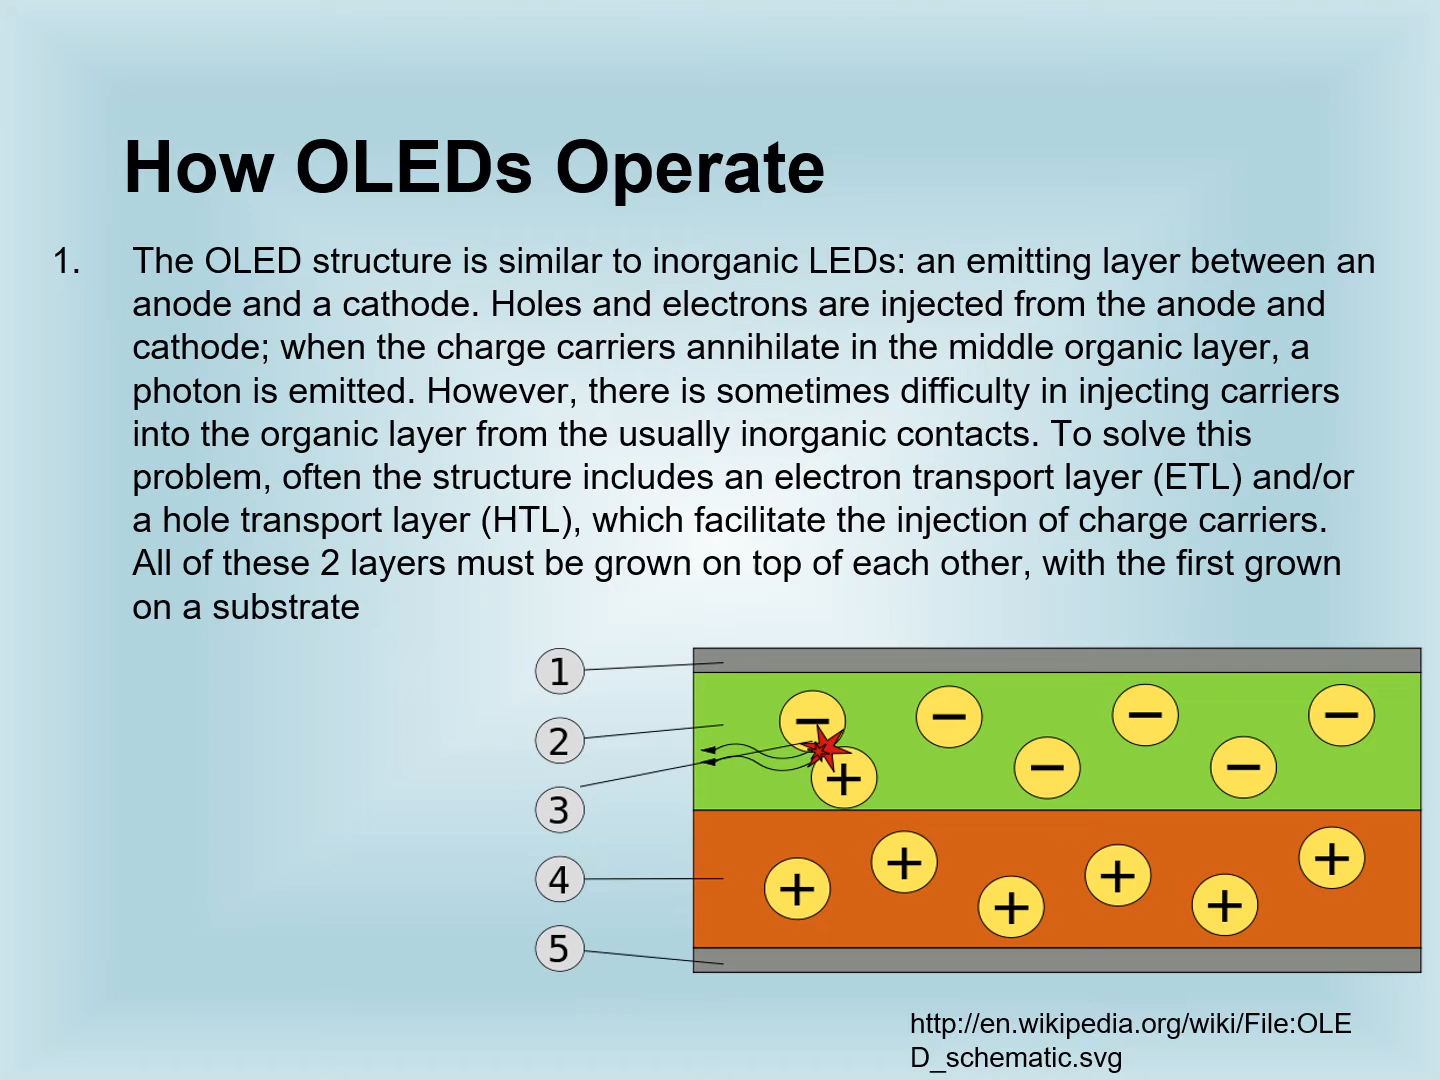 How OLEDs Operate
1. The OLED structure is similar to inorganic LEDs: an emitting layer between an
anode and a cathode. Holes and electrons are injected from the anode and
cathode; when the charge carriers annihilate in the middle organic layer, a
photon is emitted. However, there is sometimes difficulty in injecting carriers
into the organic layer from the usually inorganic contacts. To solve this
problem, often the structure includes an electron transport layer (ETL) and/or
a hole transport layer (HTL), which facilitate the injection of charge carriers.
All of these 2 layers must be grown on top of each other, with the first grown
on a substrate
1
2
3
4
5
− − − −
− −
+
+ + + + + +
http://en.wikipedia.org/wiki/File:OLE
D_schematic.svg